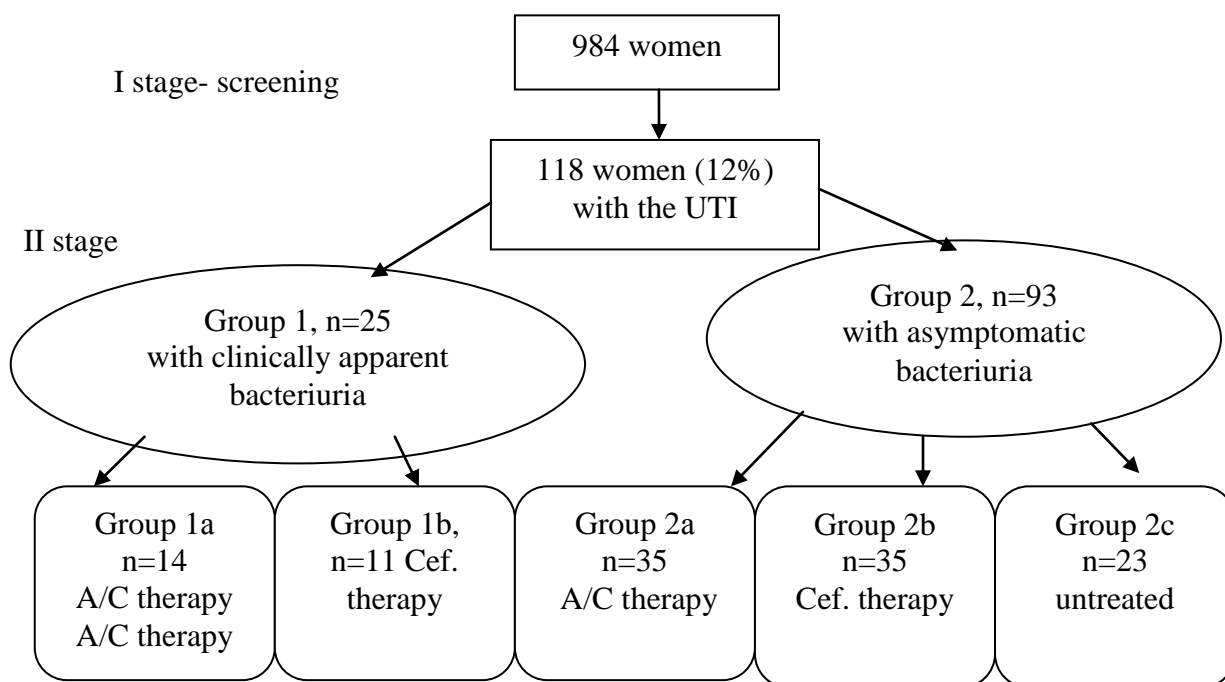 984 women
I stage- screening
118 women (12%)
with the UTI
II stage
Group 1, n=25
with clinically apparent
bacteriuria
Group 2, n=93
with asymptomatic
bacteriuria
Group 1a
n=14
A/C therapy
A/C therapy
Group 1b,
n=11 Cef.
therapy
Group 2a
n=35
A/C therapy
Group 2b
n=35
Cef. therapy
Group 2c
n=23
untreated